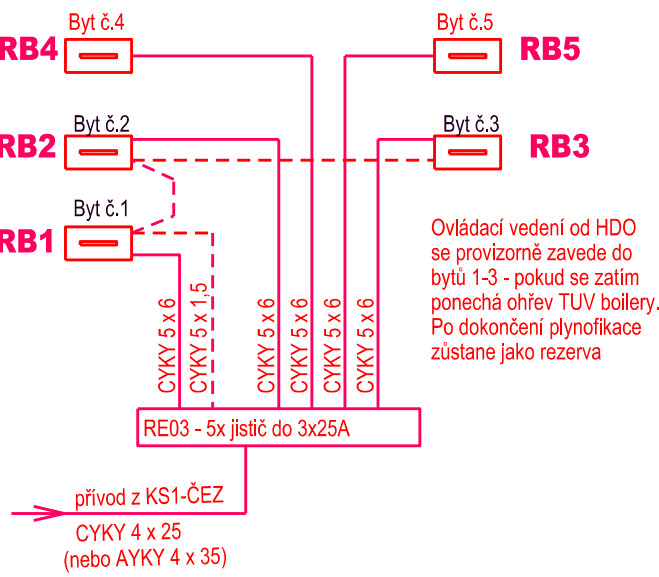 Byt č.4
RB4
Byt č.5
RB5
Byt č.2
RB2
Byt č.3
RB3
Byt č.1
RB1
Ovládací vedení od HDO
se provizorně zavede do
bytů 1-3 - pokud se zatím
ponechá ohřev TUV boilery.
Po dokončení plynofikace
zůstane jako rezerva
CYKY 5 x 6
CYKY 5 x 1,5
CYKY 5 x 6
CYKY 5 x 6
CYKY 5 x 6
CYKY 5 x 6
RE03 - 5x jistič do 3x25A
přívod z KS1-ČEZ
CYKY 4 x 25
(nebo AYKY 4 x 35)